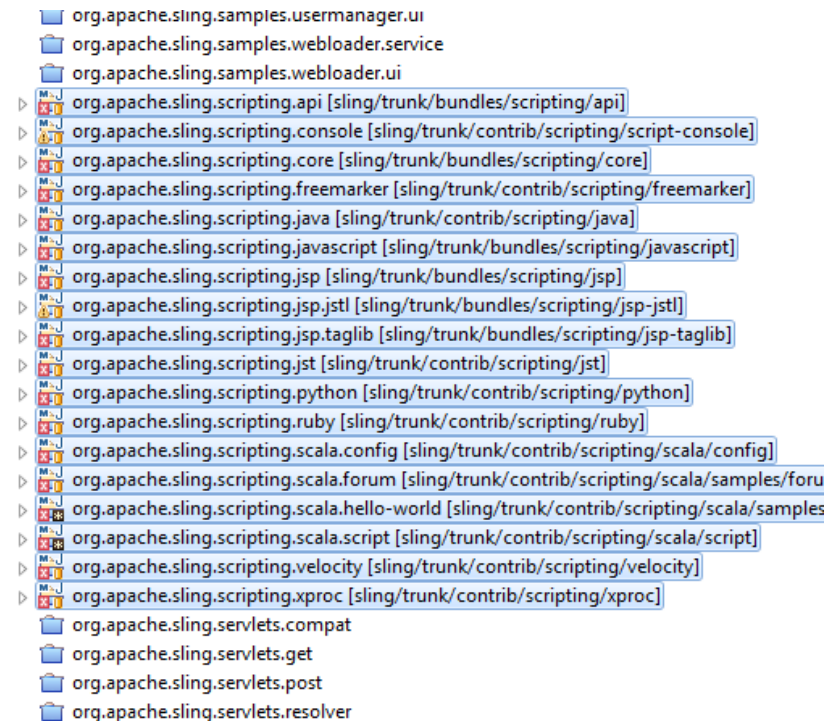 org.apache.sling.samples.usermanager.ui
org.apache.sling.samples.webloader.service
org.apache.sling.samples.webloader.ui
org.apache.sling.scripting.api [sling/trunk/bundles/scripting/api]
org.apache.sling.scripting.console [sling/trunk/contrib/scripting/script-console]
org.apache.sling.scripting.core [sling/trunk/bundles/scripting/core]
org.apache.sling.scripting.freemarker [sling/trunk/contrib/scripting/freemarker]
org.apache.sling.scripting.java [sling/trunk/contrib/scripting/java]
org.apache.sling.scripting.javascript [sling/trunk/bundles/scripting/javascript]
org.apache.sling.scripting.jsp [sling/trunk/bundles/scripting/jsp]
org.apache.sling.scripting.jsp.jstl [sling/trunk/bundles/scripting/jsp-jstl]
org.apache.sling.scripting.jsp.taglib [sling/trunk/bundles/scripting/jsp-taglib]
org.apache.sling.scripting.jst [sling/trunk/contrib/scripting/jst]
org.apache.sling.scripting.python [sling/trunk/contrib/scripting/python]
org.apache.sling.scripting.ruby [sling/trunk/contrib/scripting/ruby]
org.apache.sling.scripting.scala.config [sling/trunk/contrib/scripting/scala/config]
org.apache.sling.scripting.scala.forum [sling/trunk/contrib/scripting/scala/samples/foru
org.apache.sling.scripting.scala.hello-world [sling/trunk/contrib/scripting/scala/samples
org.apache.sling.scripting.scala.script [sling/trunk/contrib/scripting/scala/script]
org.apache.sling.scripting.velocity [sling/trunk/contrib/scripting/velocity]
org.apache.sling.scripting.xproc [sling/trunk/contrib/scripting/xproc]
org.apache.sling.servlets.compat
org.apache.sling.servlets.get
org.apache.sling.servlets.post
org.apache.sling.servlets.resolver